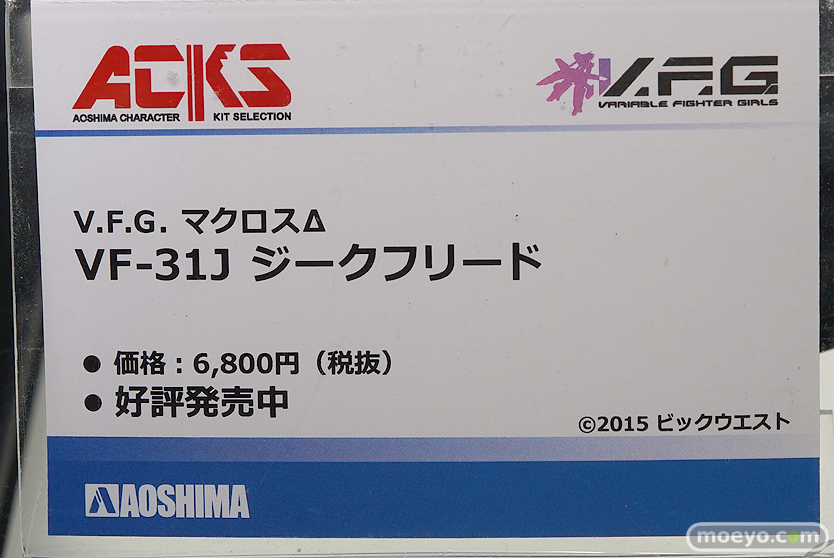 ACKS
AOSHIMA CHARACTER KIT SELECTION
V.F.G
VARIABLE FIGHTER GIRLS
V.F.G. マクロスΔ
VF-31J ジークフリード
● 価格：6,800円（税抜）
● 好評発売中
©2015 ビックウエスト
AOSHIMA
moeyo.com